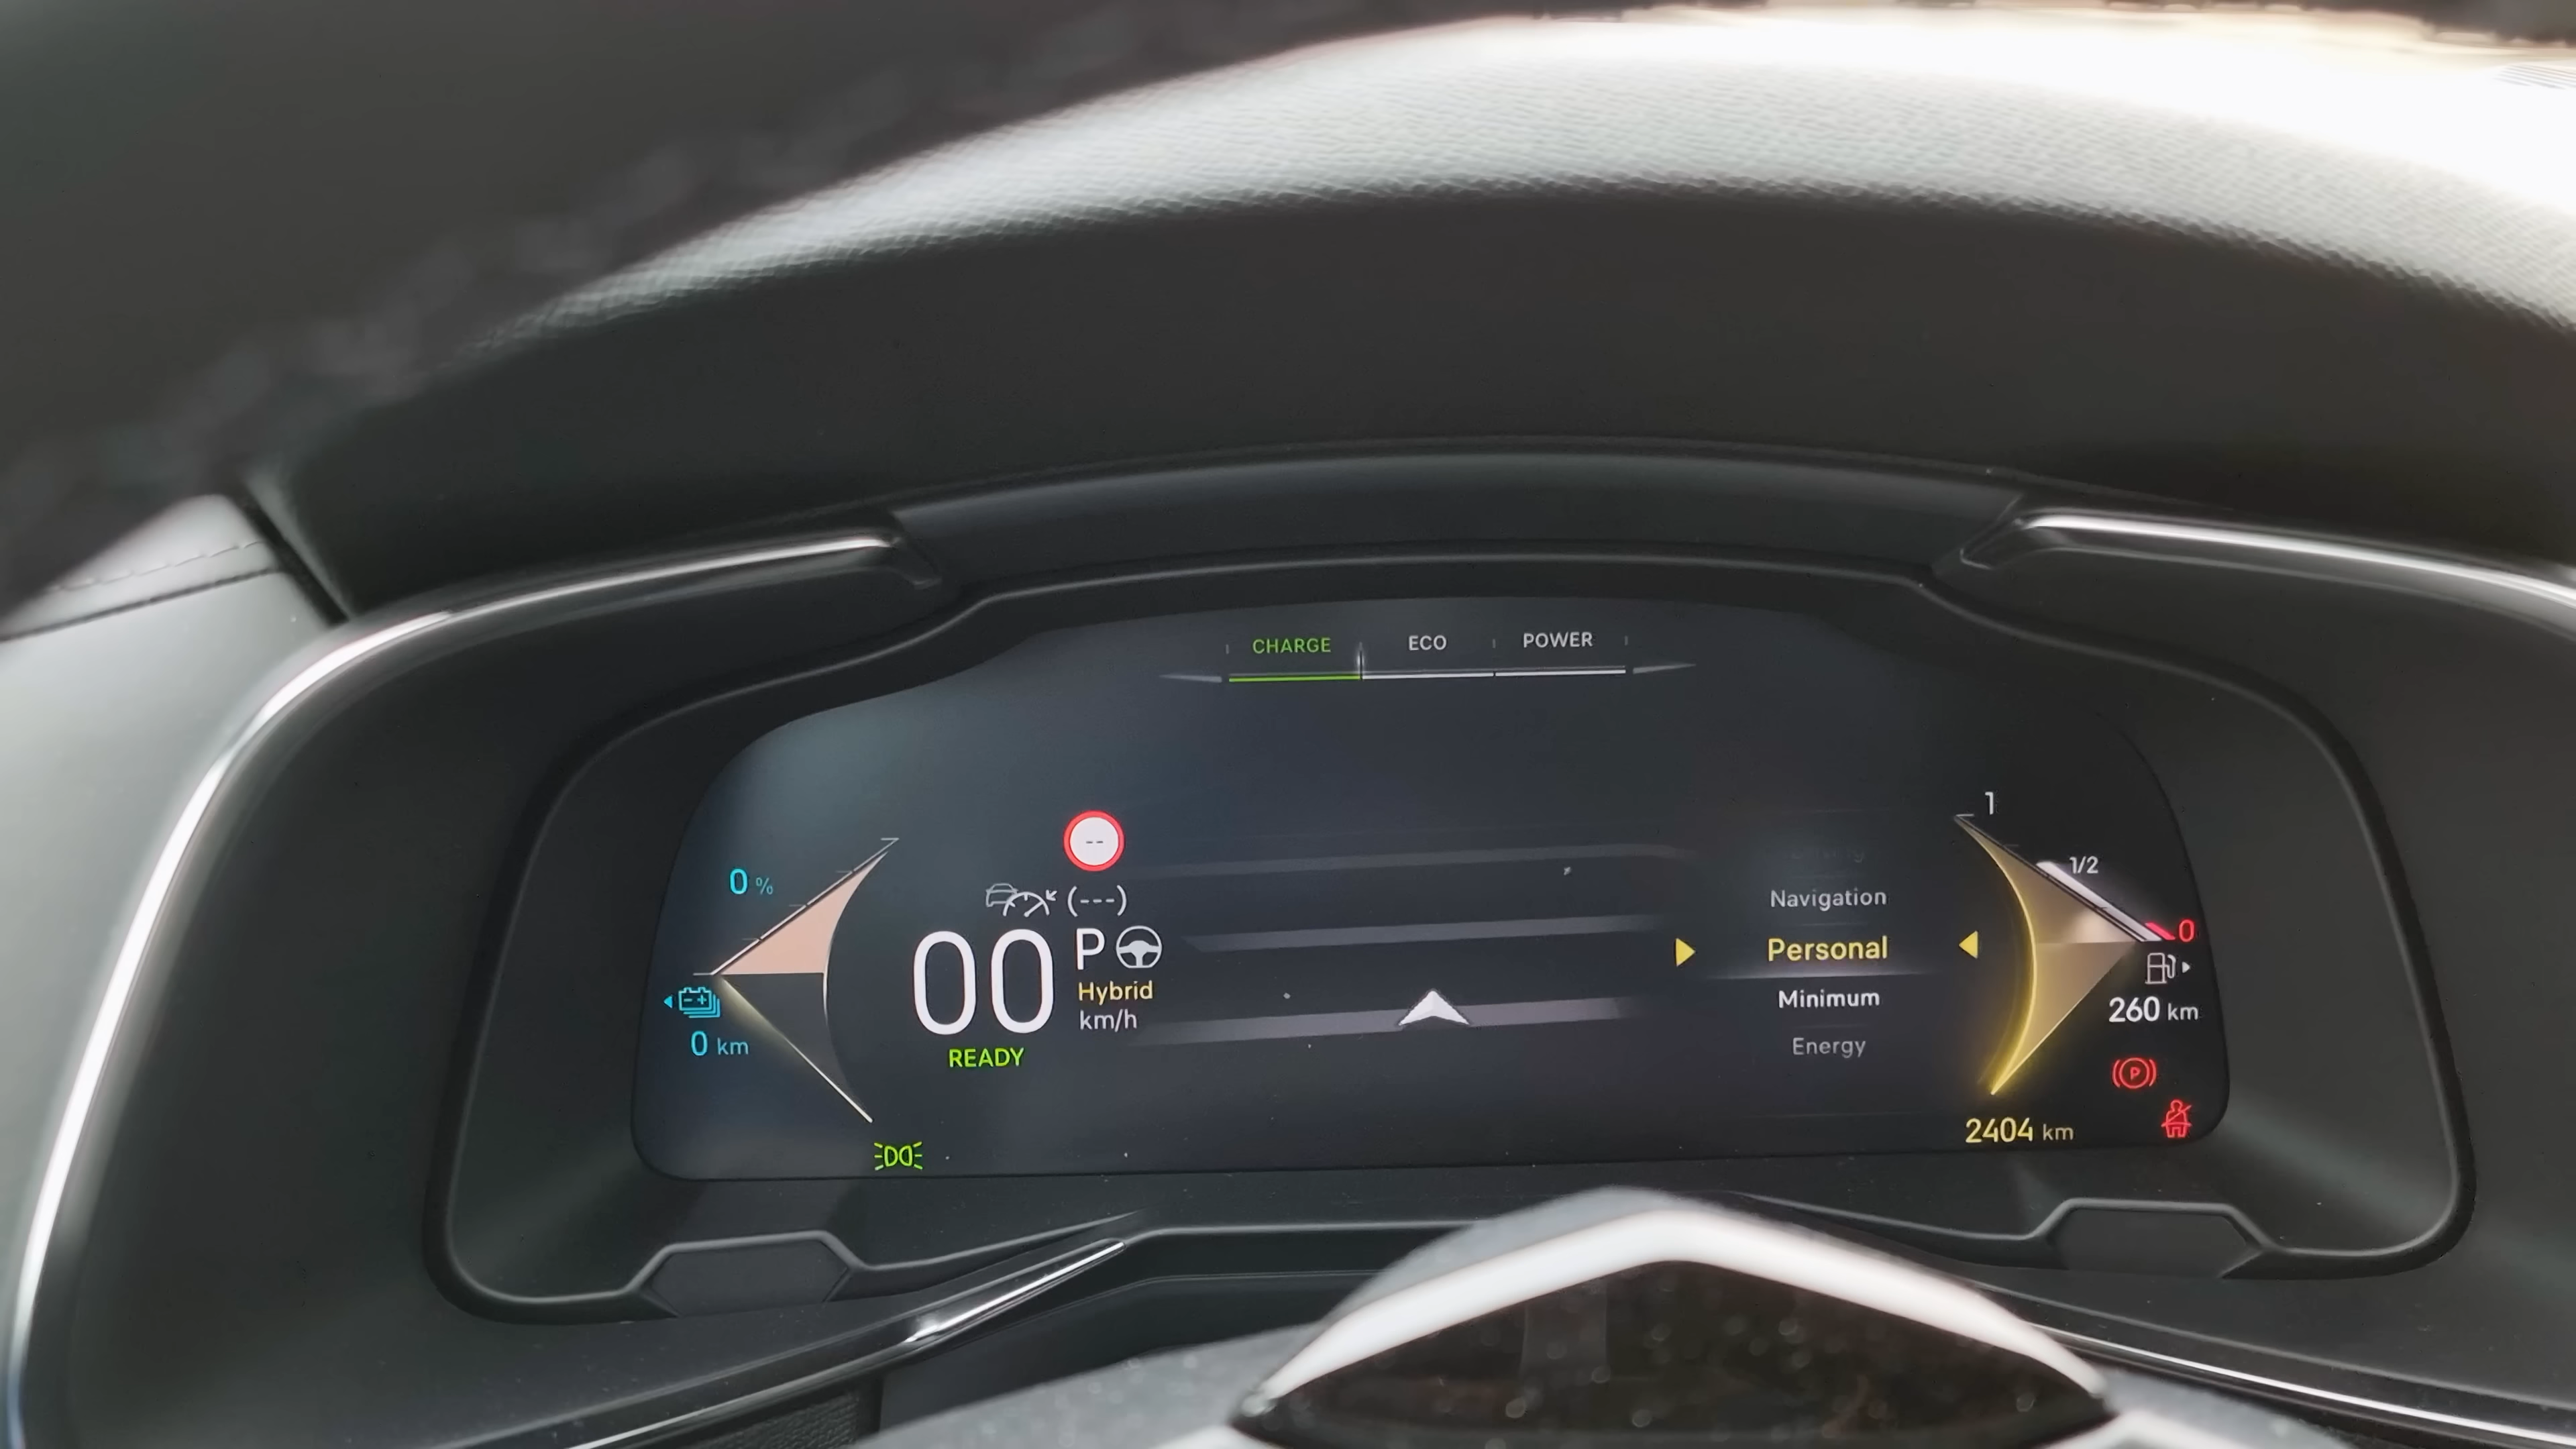 CHARGE ECO POWER
1
1/2
0
--
0 %
(---)
00 P
Hybrid
km/h
READY
0 km
Navigation
Personal
Minimum
Energy
260 km
P
2404 km